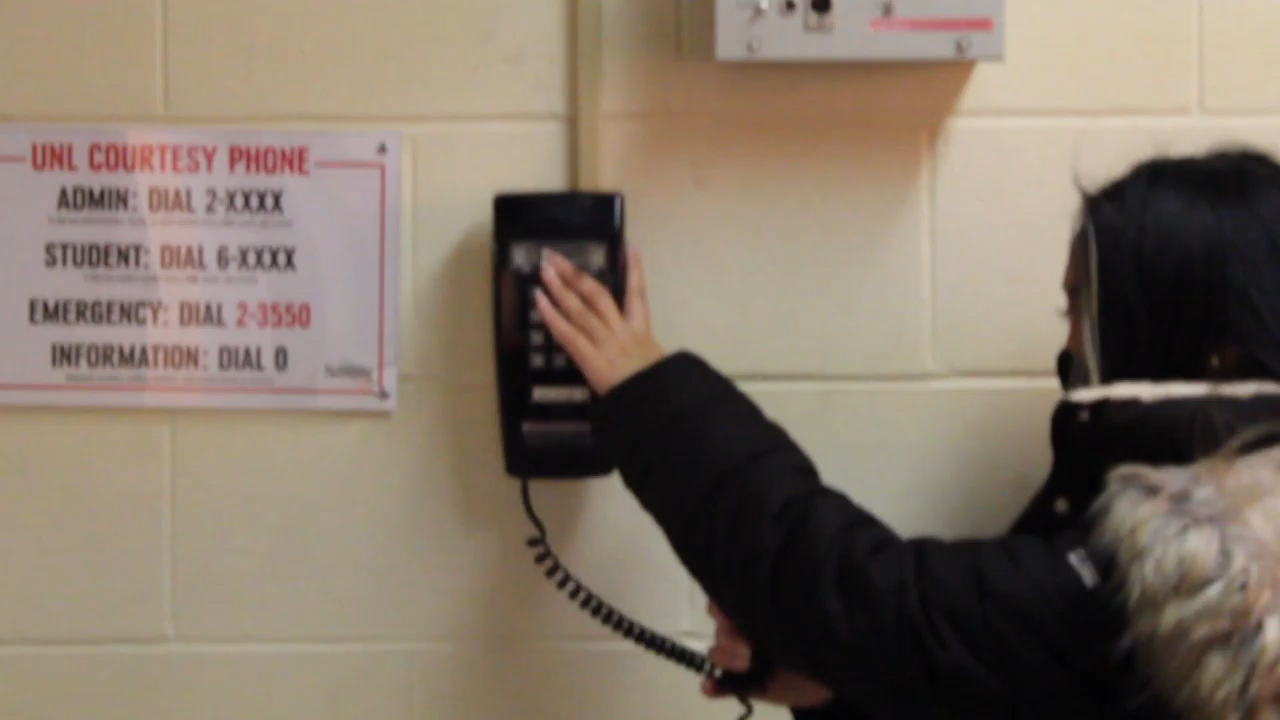 UNL COURTESY PHONE
ADMIN: DIAL 2-XXXX
STUDENT: DIAL 6-XXXX
EMERGENCY: DIAL 2-3550
INFORMATION: DIAL 0